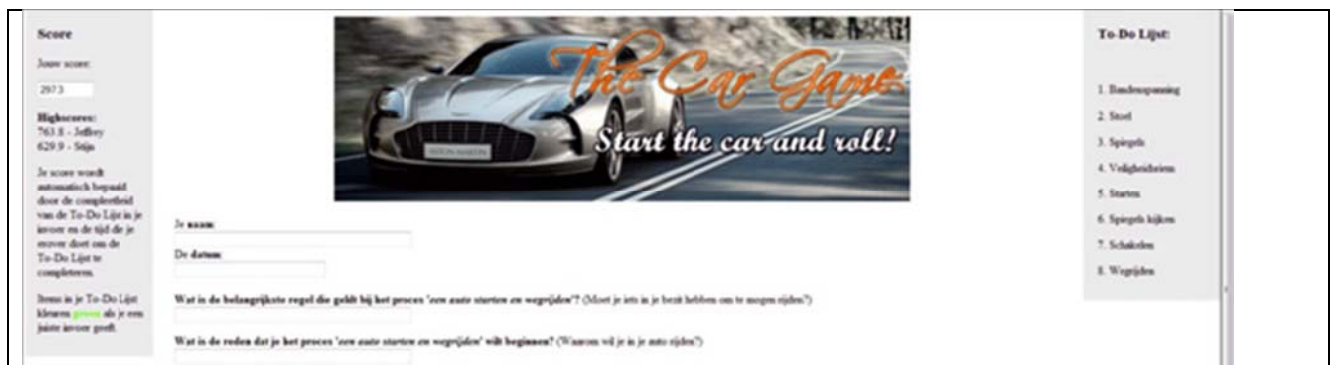 Score
Jouw score:
2973
Highscores:
763.8 - Jeffrey
629.9 - Stijn
Je score wordt
automatisch bepaald
door de compleetheid
van de To-Do Lijst in je
invoer en de tijd die je
erover doet om de
To-Do Lijst te
completeren.
Items in je To-Do Lijst
kleuren groen als je een
juiste invoer geeft.
The Car Game
Start the car and roll!
ASTON MARTIN
Je naam:
De datum:
Wat is de belangrijkste regel die geldt bij het proces 'een auto starten en wegrijden'? (Moet je iets in je bezit hebben om te mogen rijden?)
Wat is de reden dat je het proces 'een auto starten en wegrijden' wilt beginnen? (Waarom wil je in je auto rijden?)
To-Do Lijst:
1. Bandenspanning
2. Stoel
3. Spiegels
4. Veiligheidsriem
5. Starten
6. Spiegels kijken
7. Schakelen
8. Wegrijden